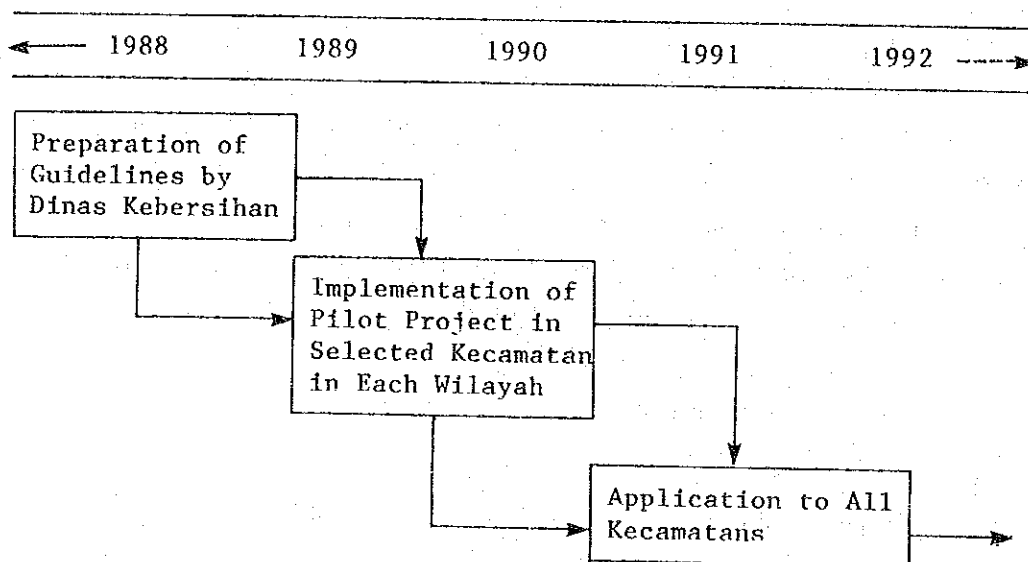 1988 1989 1990 1991 1992
Preparation of
Guidelines by
Dinas Kebersihan
Implementation of
Pilot Project in
Selected Kecamatan
in Each Wilayah
Application to All
Kecamatans